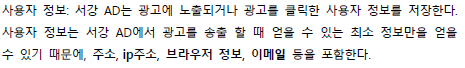 사용자 정보: 서강 AD는 광고에 노출되거나 광고를 클릭한 사용자 정보를 저장한다.
사용자 정보는 서강 AD에서 광고를 송출 할 때 얻을 수 있는 최소 정보만을 얻을
수 있기 때문에, 주소, ip주소, 브라우저 정보, 이메일 등을 포함한다.